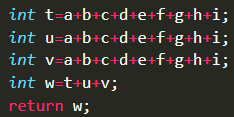 int t=a+b+c+d+e+f+g+h+i;
int u=a+b+c+d+e+f+g+h+i;
int v=a+b+c+d+e+f+g+h+i;
int w=t+u+v;
return w;